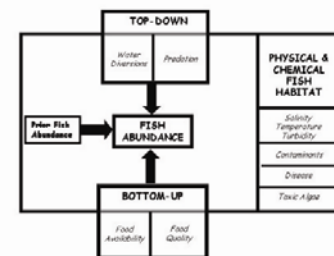 TOP-DOWN
Water Predation
Diversions
PHYSICAL &
CHEMICAL
FISH
HABITAT
Prior Fish
Abundance
FISH
ABUNDANCE
Salinity
Temperature
Turbidity
Contaminants
Disease
Toxic Algae
BOTTOM-UP
Food Food
Availability Quality